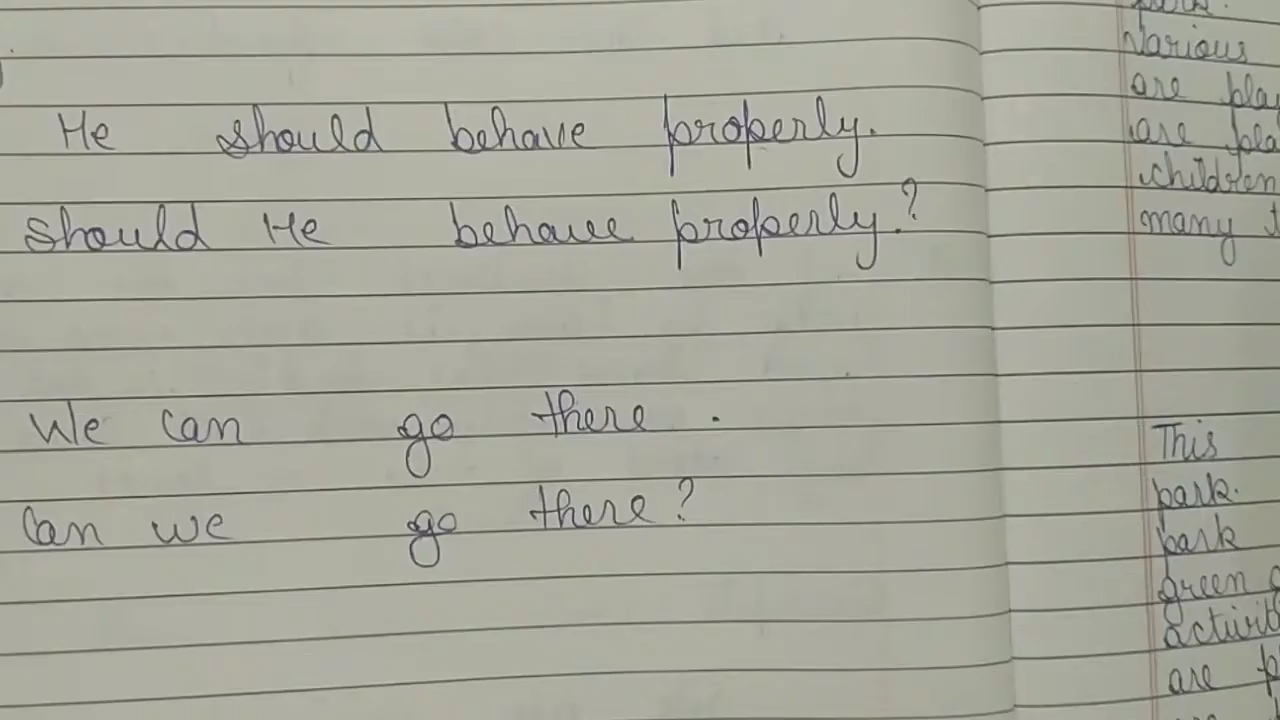 He should behave properly.
should He behave properly?
We can go there.
Can we go there?
Various
are
are
children
many
This
park.
park
green
are